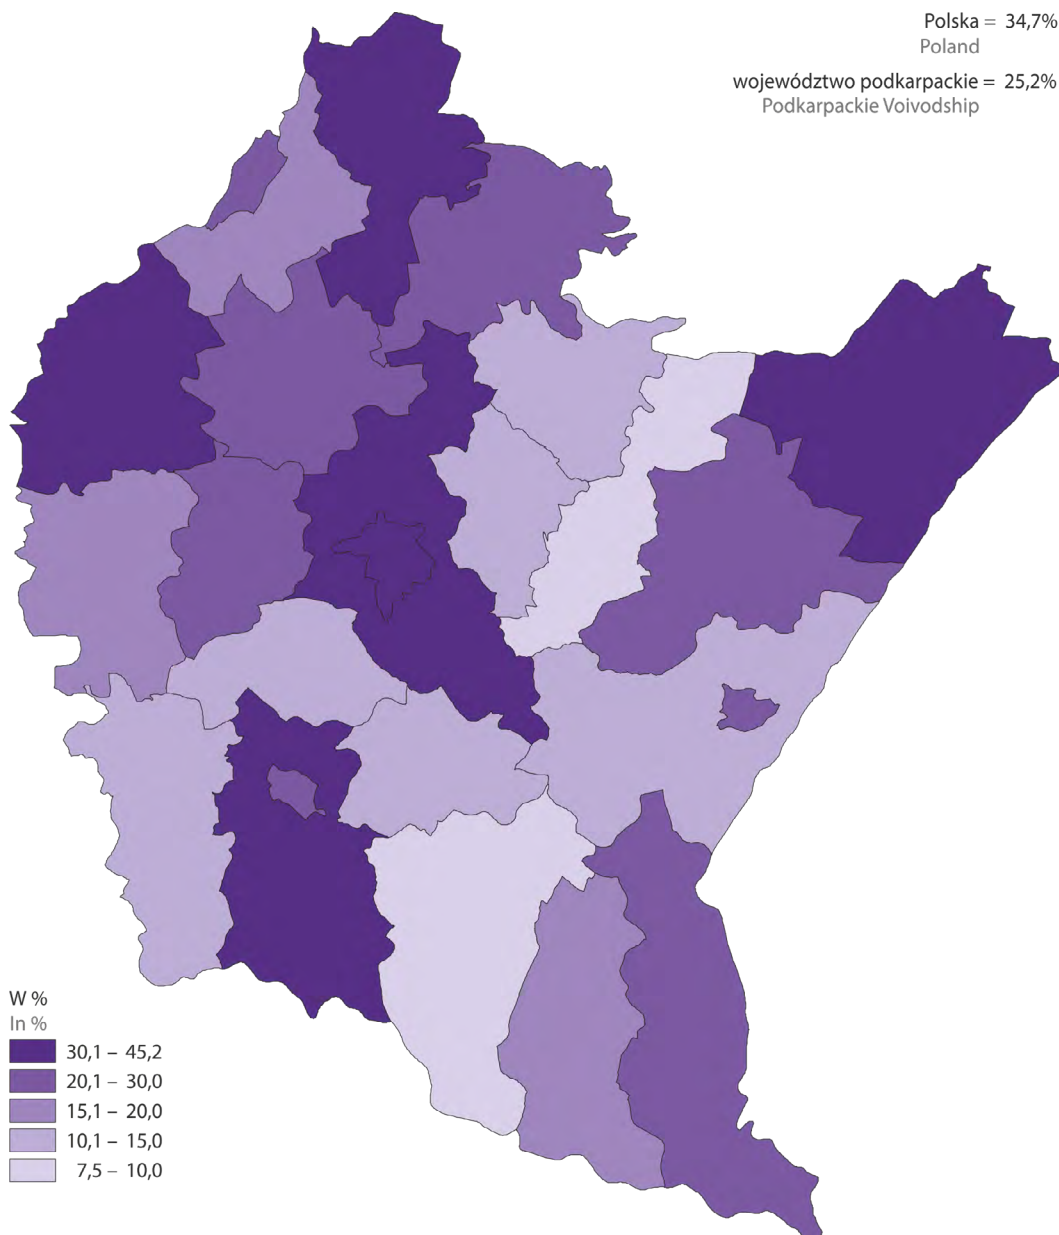 Polska = 34,7%
Poland
województwo podkarpackie = 25,2%
Podkarpackie Voivodship
W %
In %
30,1 – 45,2
20,1 – 30,0
15,1 – 20,0
10,1 – 15,0
7,5 – 10,0